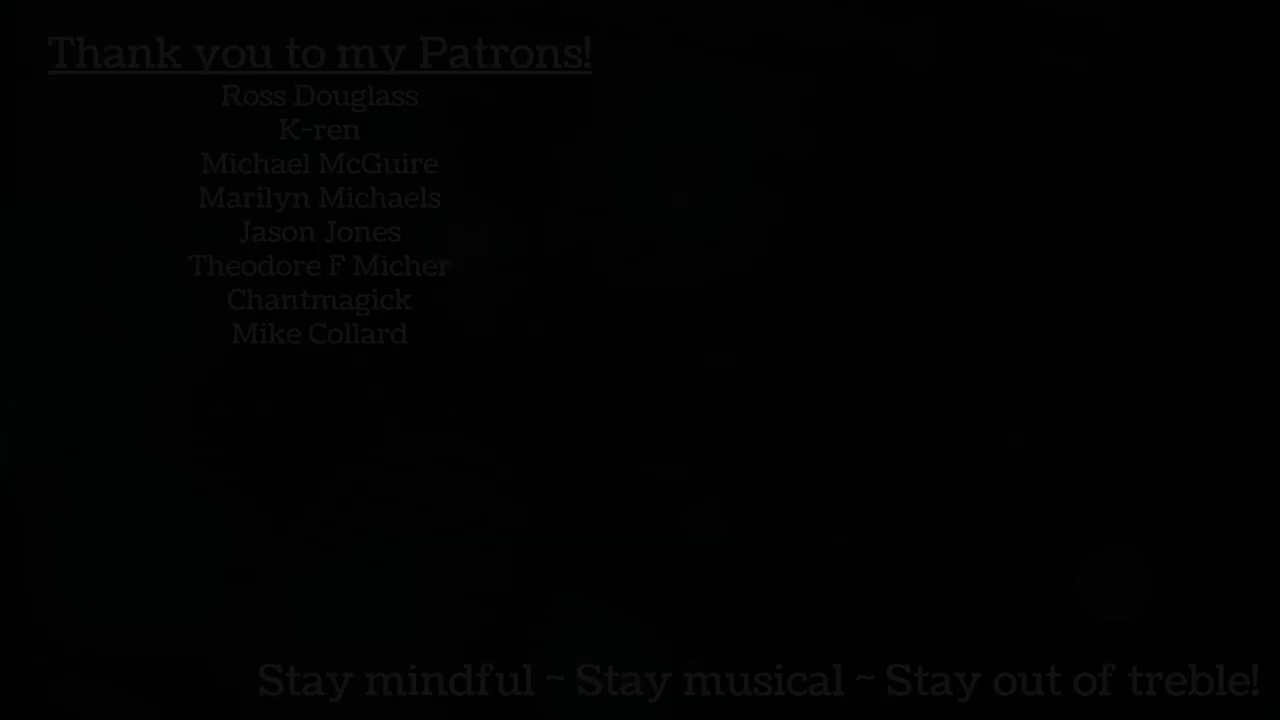 Thank you to my Patrons!
Ross Douglass
K-ren
Michael McGuire
Marilyn Michaels
Jason Jones
Theodore F Micher
Chantmagick
Mike Collard
Stay mindful ~ Stay musical ~ Stay out of treble!